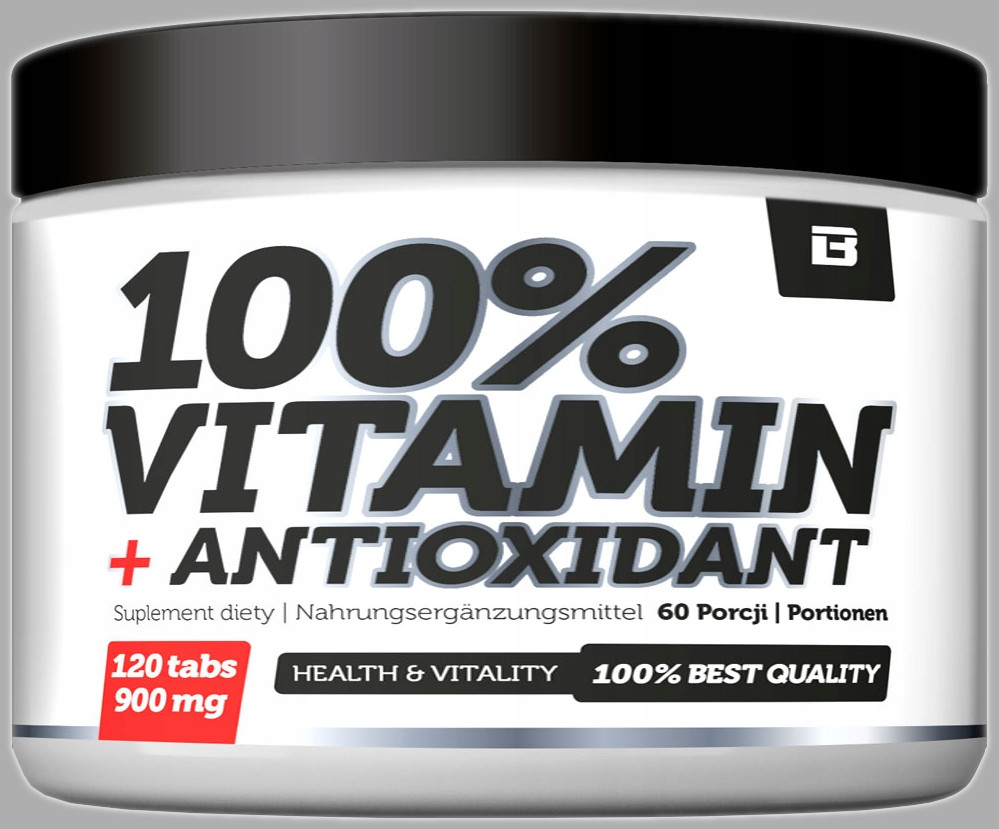 B
100%
VITAMIN
+ ANTIOXIDANT
Suplement diety | Nahrungsergänzungsmittel 60 Porcji | Portionen
120 tabs
900 mg
HEALTH & VITALITY
100% BEST QUALITY